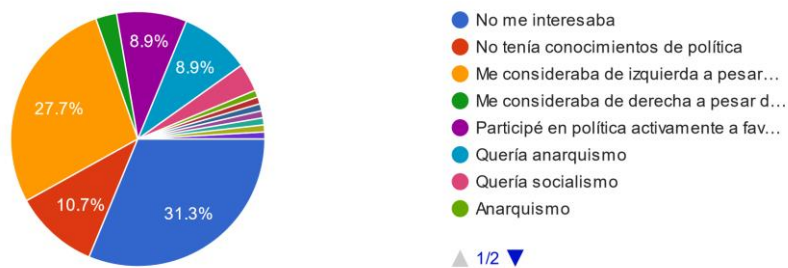 8.9%
8.9%
27.7%
10.7%
31.3%
No me interesaba
No tenía conocimientos de política
Me consideraba de izquierda a pesar...
Me consideraba de derecha a pesar d...
Participé en política activamente a fav...
Quería anarquismo
Quería socialismo
Anarquismo
1/2